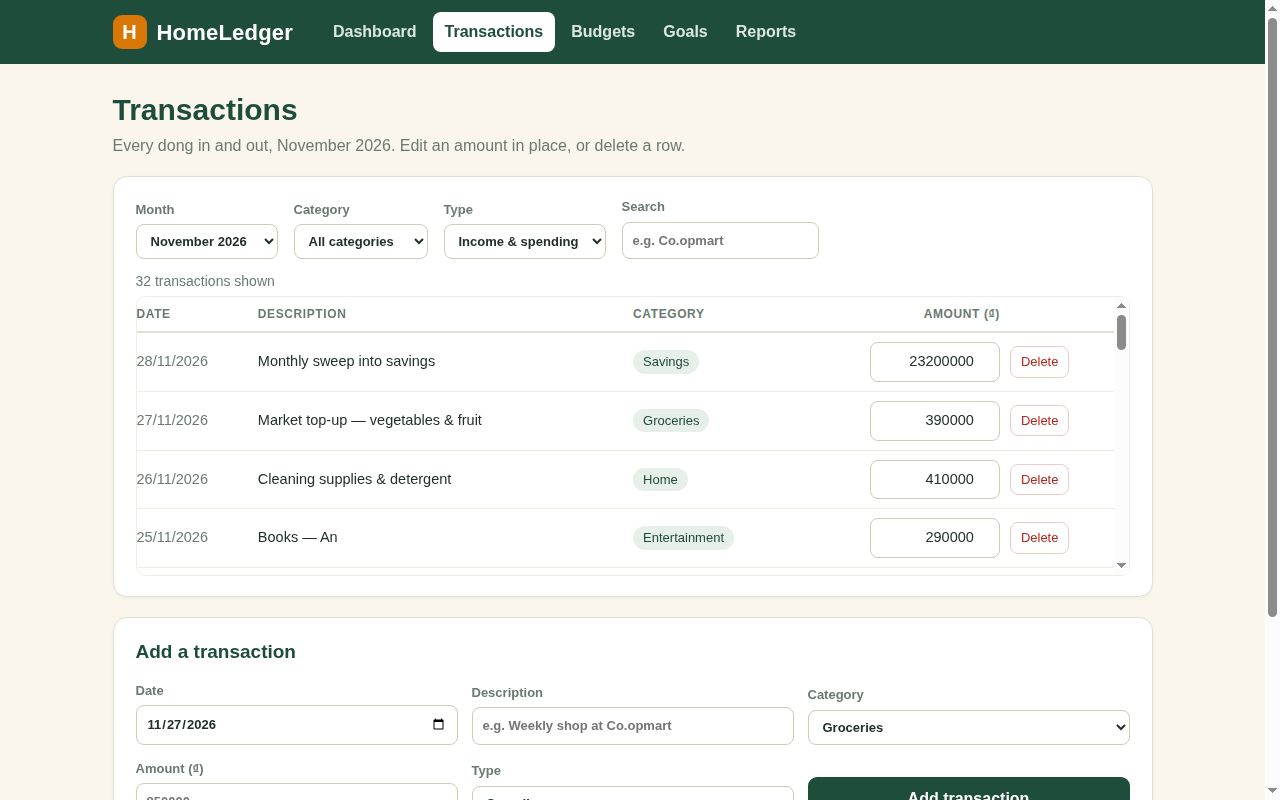 H HomeLedger Dashboard Transactions Budgets Goals Reports
Transactions
Every dong in and out, November 2026. Edit an amount in place, or delete a row.
Month Category Type Search
November 2026 All categories Income & spending e.g. Co.opmart
32 transactions shown
DATE DESCRIPTION CATEGORY AMOUNT (₫)
28/11/2026 Monthly sweep into savings Savings 23200000 Delete
27/11/2026 Market top-up — vegetables & fruit Groceries 390000 Delete
26/11/2026 Cleaning supplies & detergent Home 410000 Delete
25/11/2026 Books — An Entertainment 290000 Delete
Add a transaction
Date Description Category
11/27/2026 e.g. Weekly shop at Co.opmart Groceries
Amount (₫) Type
Add transaction